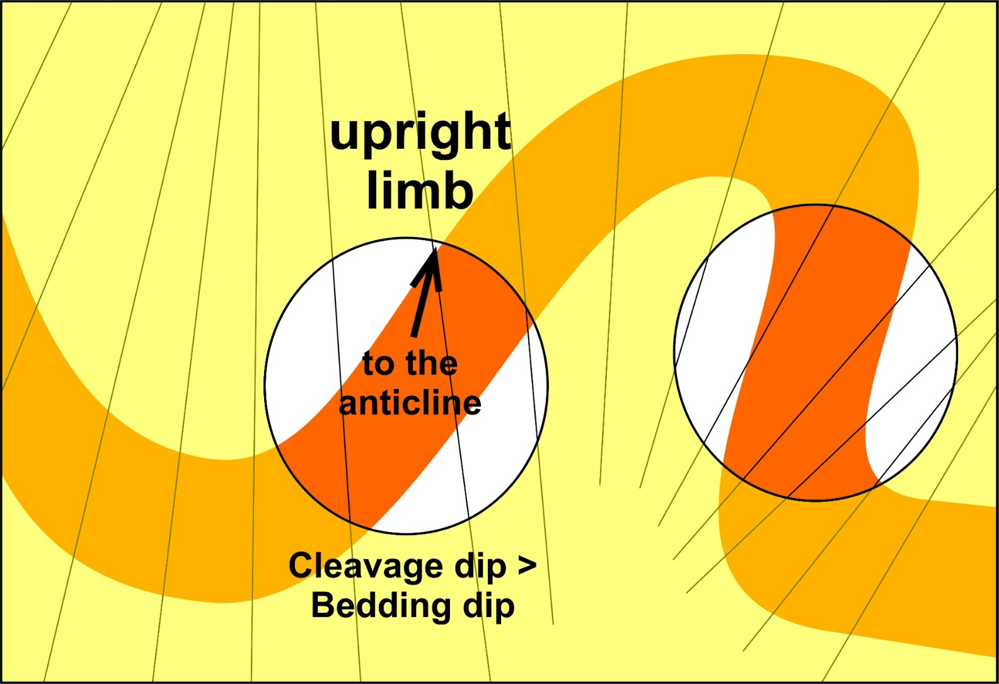 upright
limb
to the
anticline
Cleavage dip >
Bedding dip